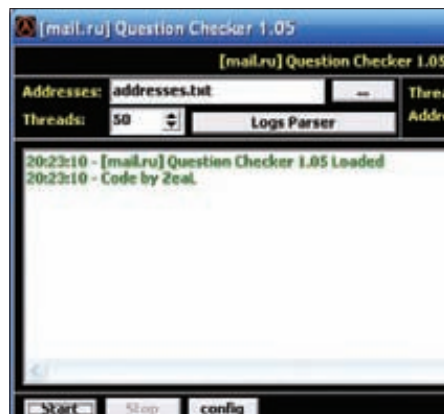 [mail.ru] Question Checker 1.05
[mail.ru] Question Checker 1.05
Addresses: addresses.txt ...
Threads: 50 Logs Parser
20:23:10 - [mail.ru] Question Checker 1.05 Loaded
20:23:10 - Code by ZeaL
Start Stop config